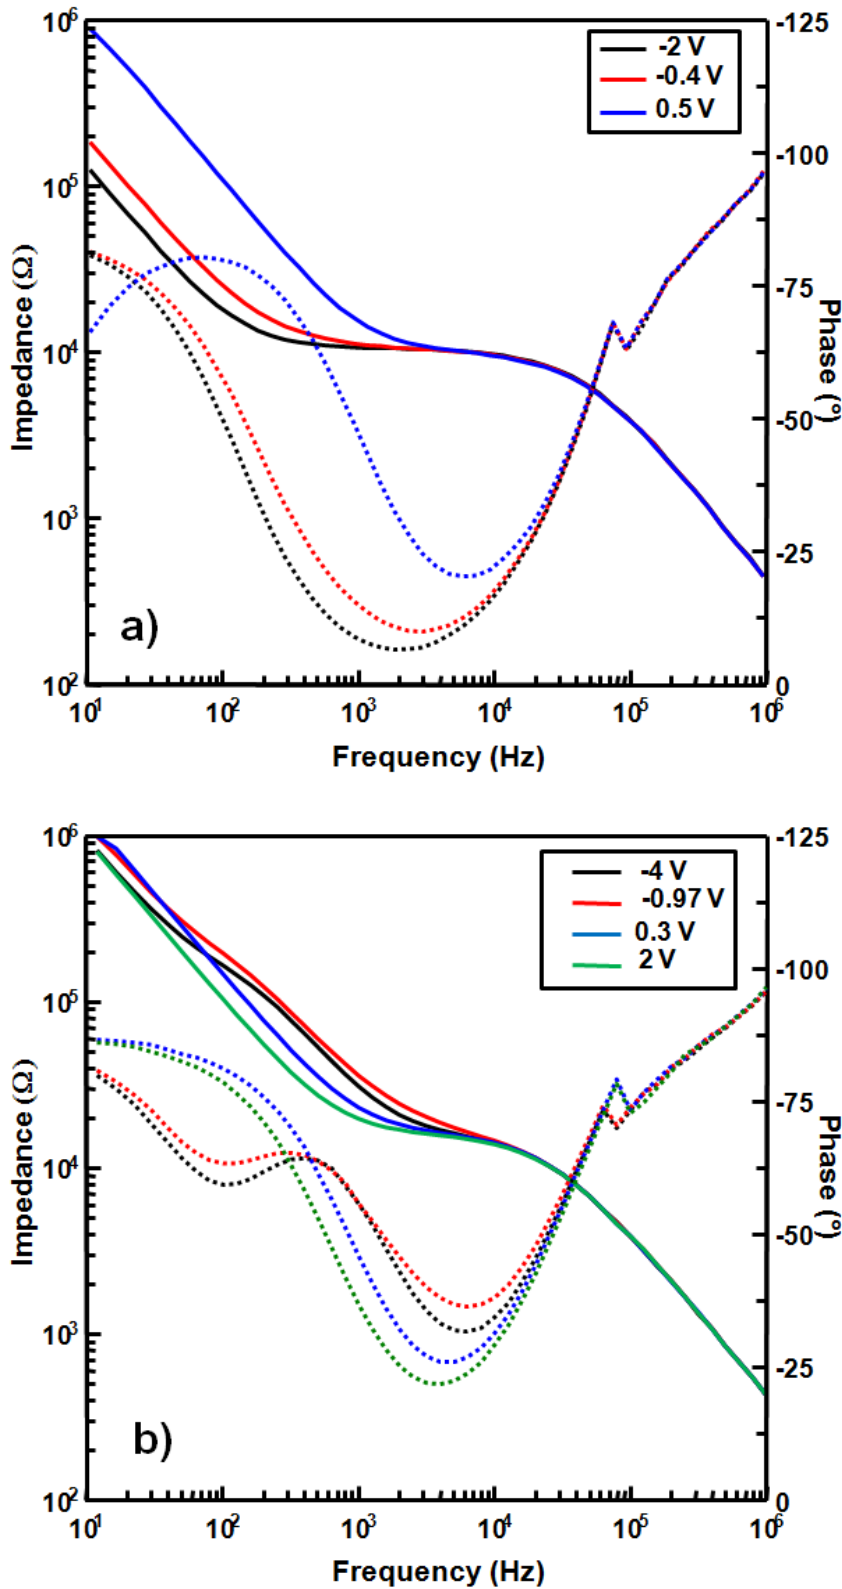 10⁶
10⁵
10⁴
10³
10²
Impedance (Ω)
-2 V
-0.4 V
0.5 V
-125
-100
-75
-50
-25
0
Phase (°)
a)
10¹ 10² 10³ 10⁴ 10⁵ 10⁶
Frequency (Hz)
10⁶
10⁵
10⁴
10³
10²
Impedance (Ω)
-4 V
-0.97 V
0.3 V
2 V
-125
-100
-75
-50
-25
0
Phase (°)
b)
10¹ 10² 10³ 10⁴ 10⁵ 10⁶
Frequency (Hz)